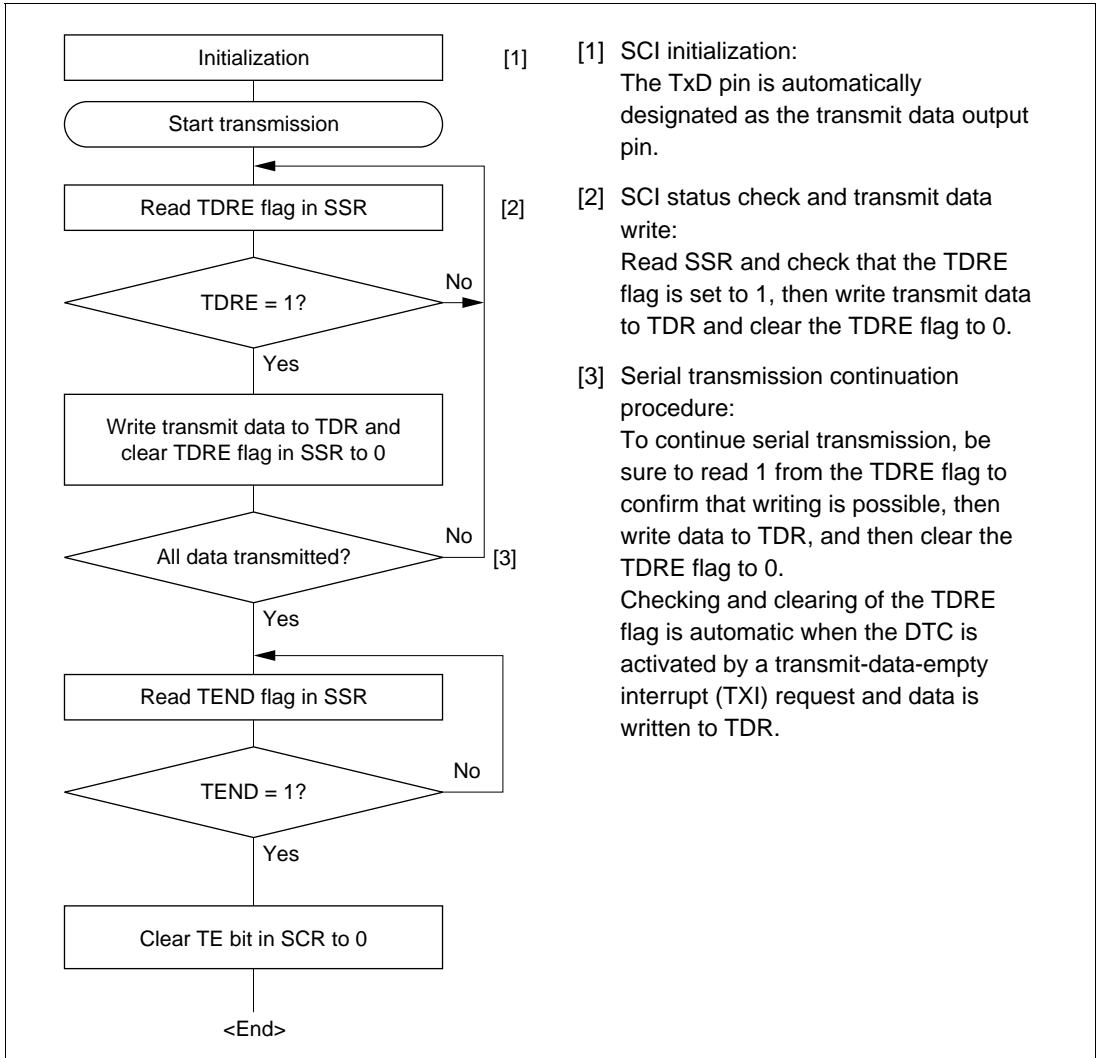 Initialization
[1]
Start transmission
Read TDRE flag in SSR
[2]
TDRE = 1?
No
Yes
Write transmit data to TDR and
clear TDRE flag in SSR to 0
All data transmitted?
No
[3]
Yes
Read TEND flag in SSR
TEND = 1?
No
Yes
Clear TE bit in SCR to 0
<End>
[1] SCI initialization:
The TxD pin is automatically
designated as the transmit data output
pin.
[2] SCI status check and transmit data
write:
Read SSR and check that the TDRE
flag is set to 1, then write transmit data
to TDR and clear the TDRE flag to 0.
[3] Serial transmission continuation
procedure:
To continue serial transmission, be
sure to read 1 from the TDRE flag to
confirm that writing is possible, then
write data to TDR, and then clear the
TDRE flag to 0.
Checking and clearing of the TDRE
flag is automatic when the DTC is
activated by a transmit-data-empty
interrupt (TXI) request and data is
written to TDR.